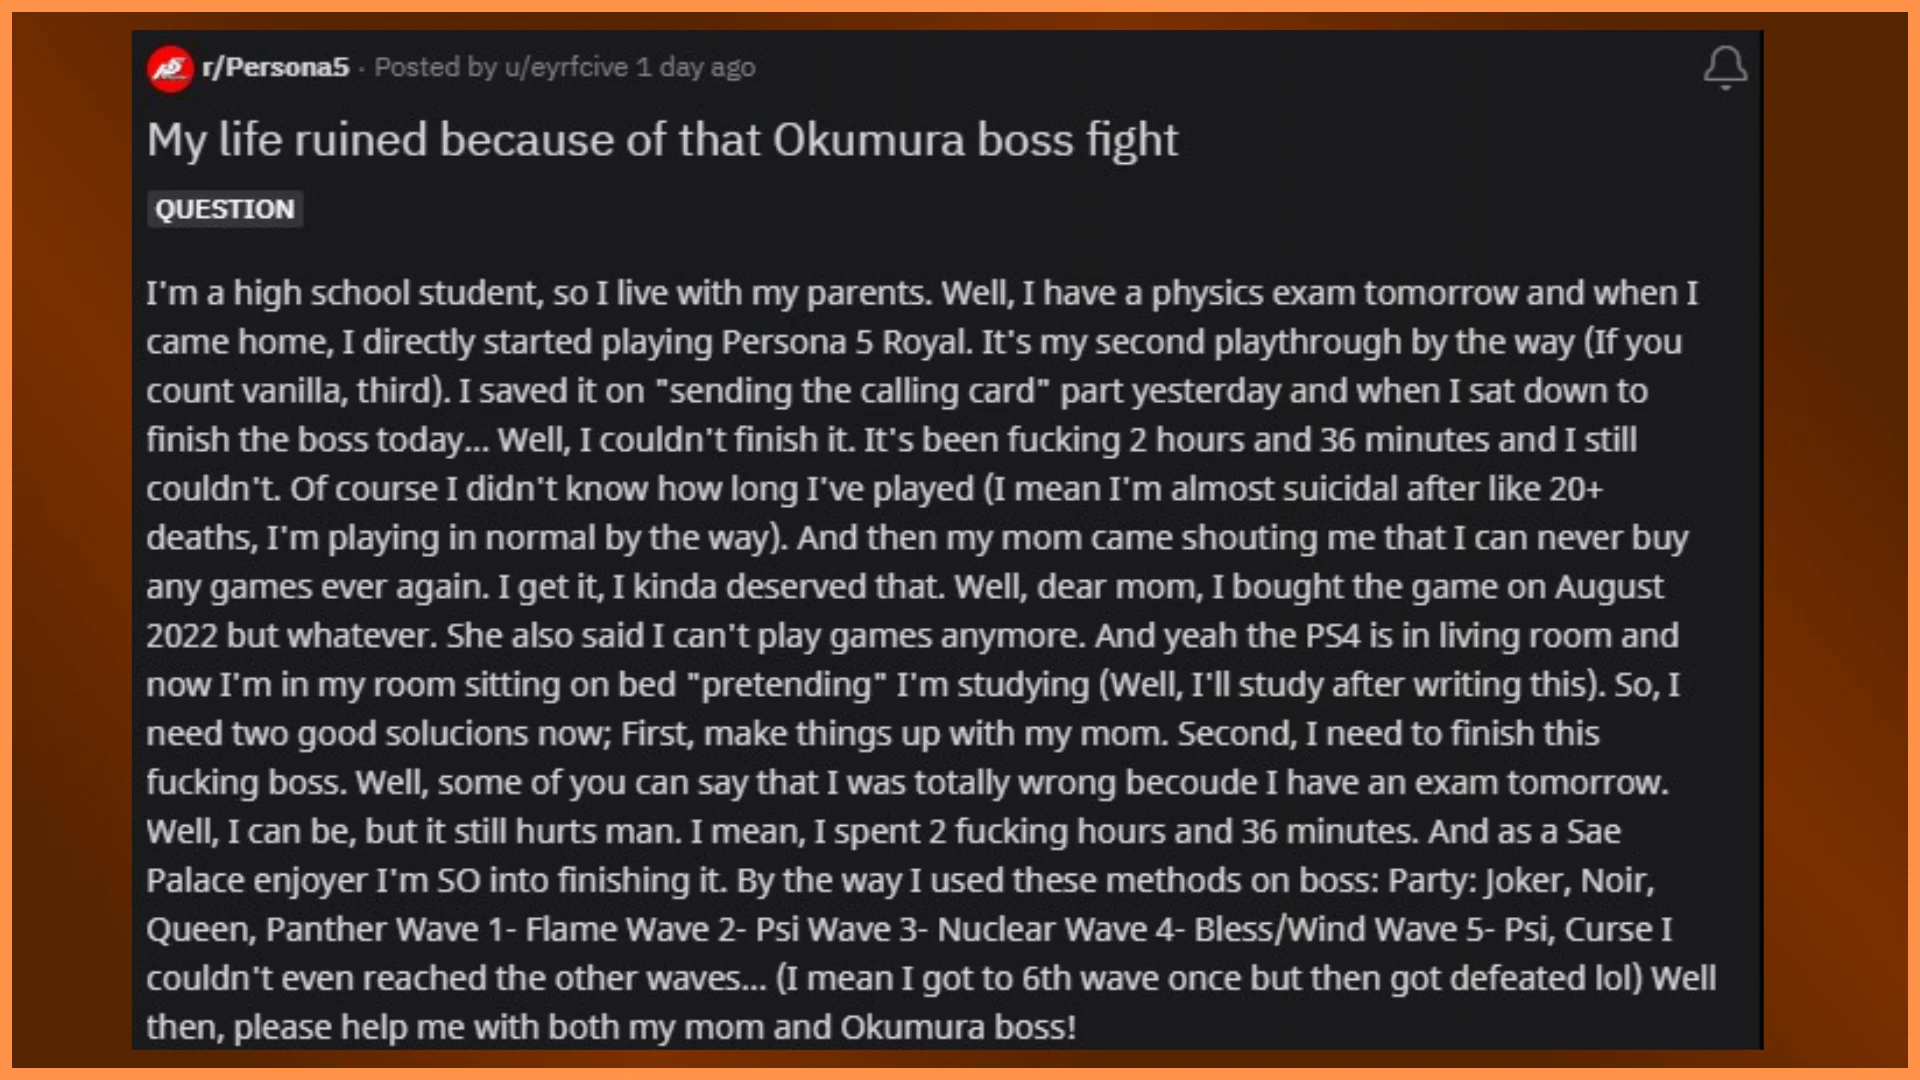 r/Persona5 · Posted by u/eyrfcive 1 day ago
My life ruined because of that Okumura boss fight
QUESTION
I'm a high school student, so I live with my parents. Well, I have a physics exam tomorrow and when I
came home, I directly started playing Persona 5 Royal. It's my second playthrough by the way (If you
count vanilla, third). I saved it on "sending the calling card" part yesterday and when I sat down to
finish the boss today... Well, I couldn't finish it. It's been fucking 2 hours and 36 minutes and I still
couldn't. Of course I didn't know how long I've played (I mean I'm almost suicidal after like 20+
deaths, I'm playing in normal by the way). And then my mom came shouting me that I can never buy
any games ever again. I get it, I kinda deserved that. Well, dear mom, I bought the game on August
2022 but whatever. She also said I can't play games anymore. And yeah the PS4 is in living room and
now I'm in my room sitting on bed "pretending" I'm studying (Well, I'll study after writing this). So, I
need two good solucions now; First, make things up with my mom. Second, I need to finish this
fucking boss. Well, some of you can say that I was totally wrong becoude I have an exam tomorrow.
Well, I can be, but it still hurts man. I mean, I spent 2 fucking hours and 36 minutes. And as a Sae
Palace enjoyer I'm SO into finishing it. By the way I used these methods on boss: Party: Joker, Noir,
Queen, Panther Wave 1- Flame Wave 2- Psi Wave 3- Nuclear Wave 4- Bless/Wind Wave 5- Psi, Curse I
couldn't even reached the other waves... (I mean I got to 6th wave once but then got defeated lol) Well
then, please help me with both my mom and Okumura boss!